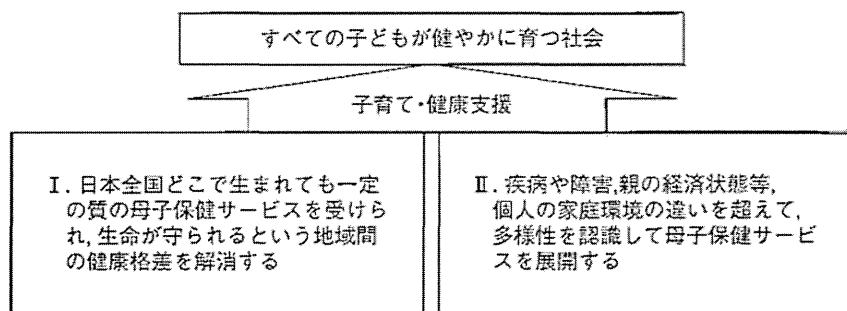 すべての子どもが健やかに育つ社会
子育て・健康支援
Ⅰ. 日本全国どこで生まれても一定
の質の母子保健サービスを受けら
れ, 生命が守られるという地域間
の健康格差を解消する
Ⅱ. 疾病や障害,親の経済状態等,
個人の家庭環境の違いを超えて,
多様性を認識して母子保健サービ
スを展開する